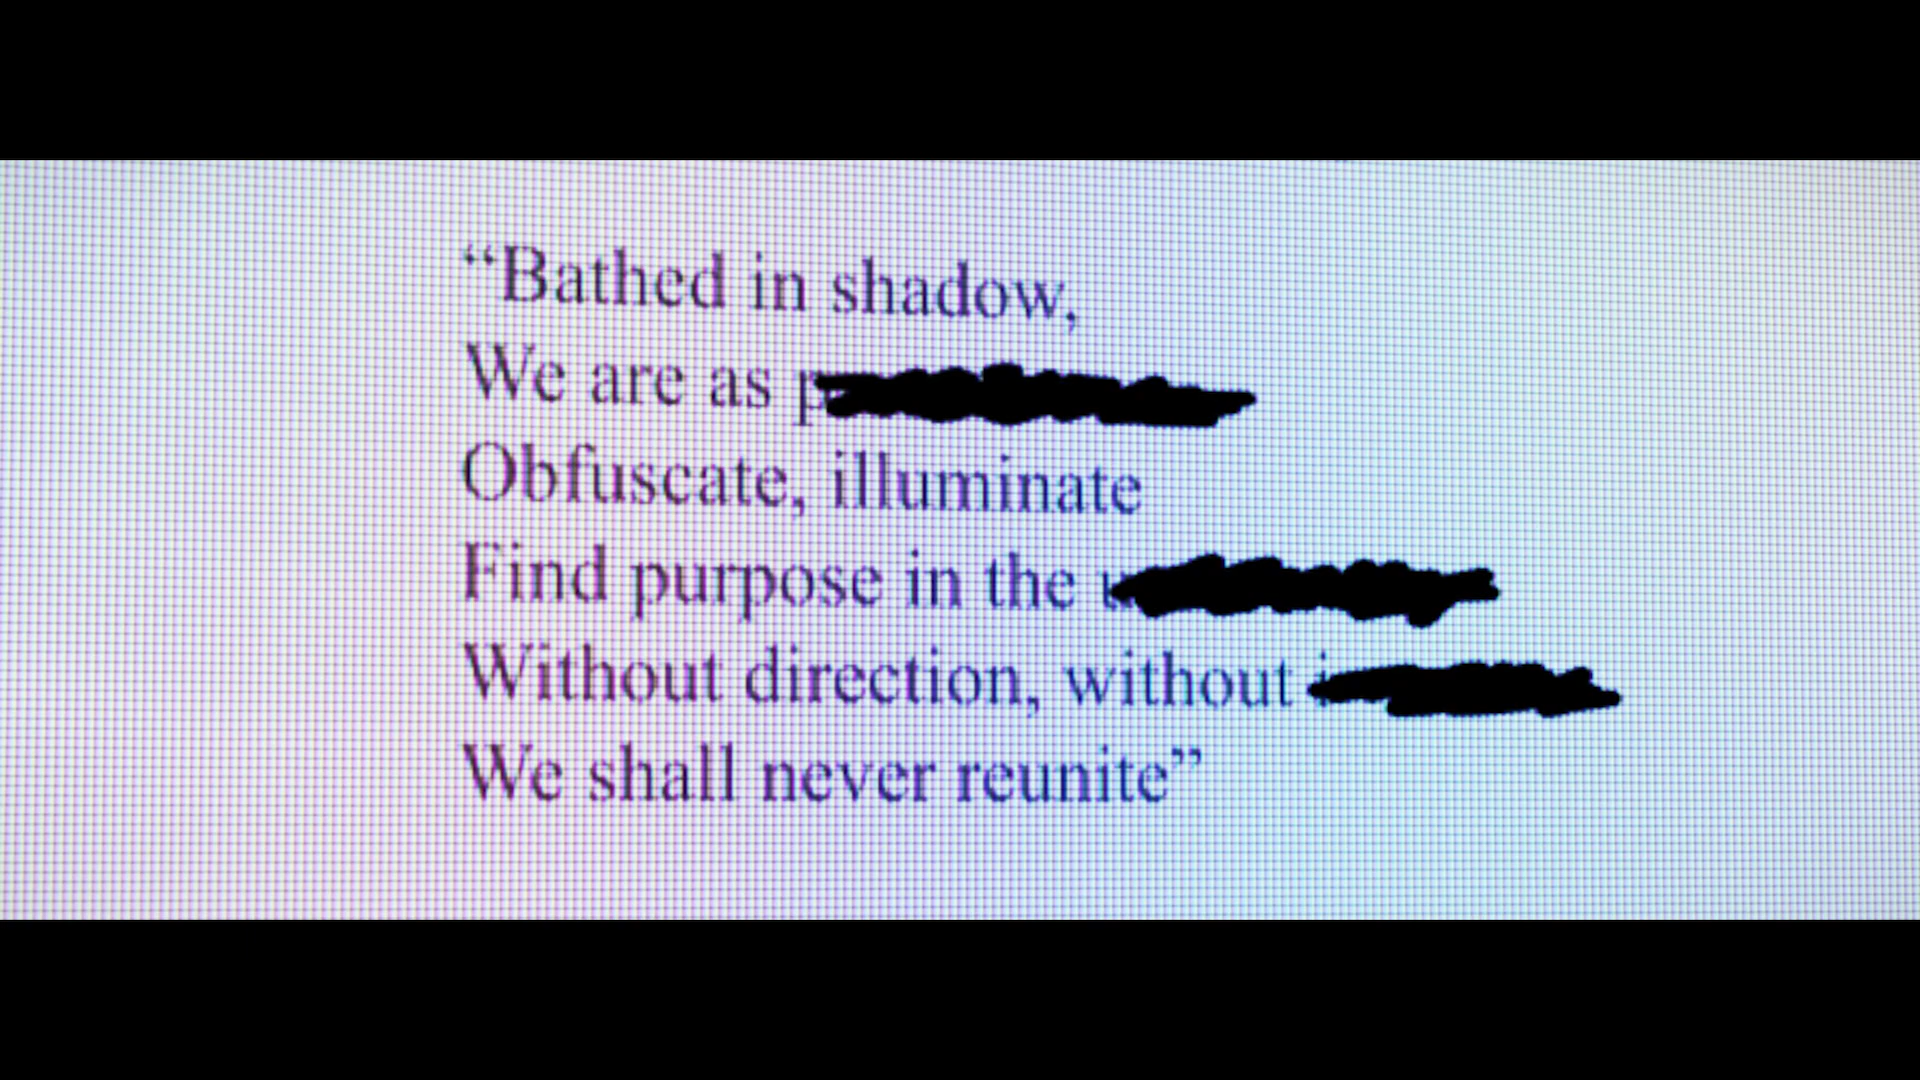 “Bathed in shadow,
We are as
Obfuscate, illuminate
Find purpose in the
Without direction, without
We shall never reunite”